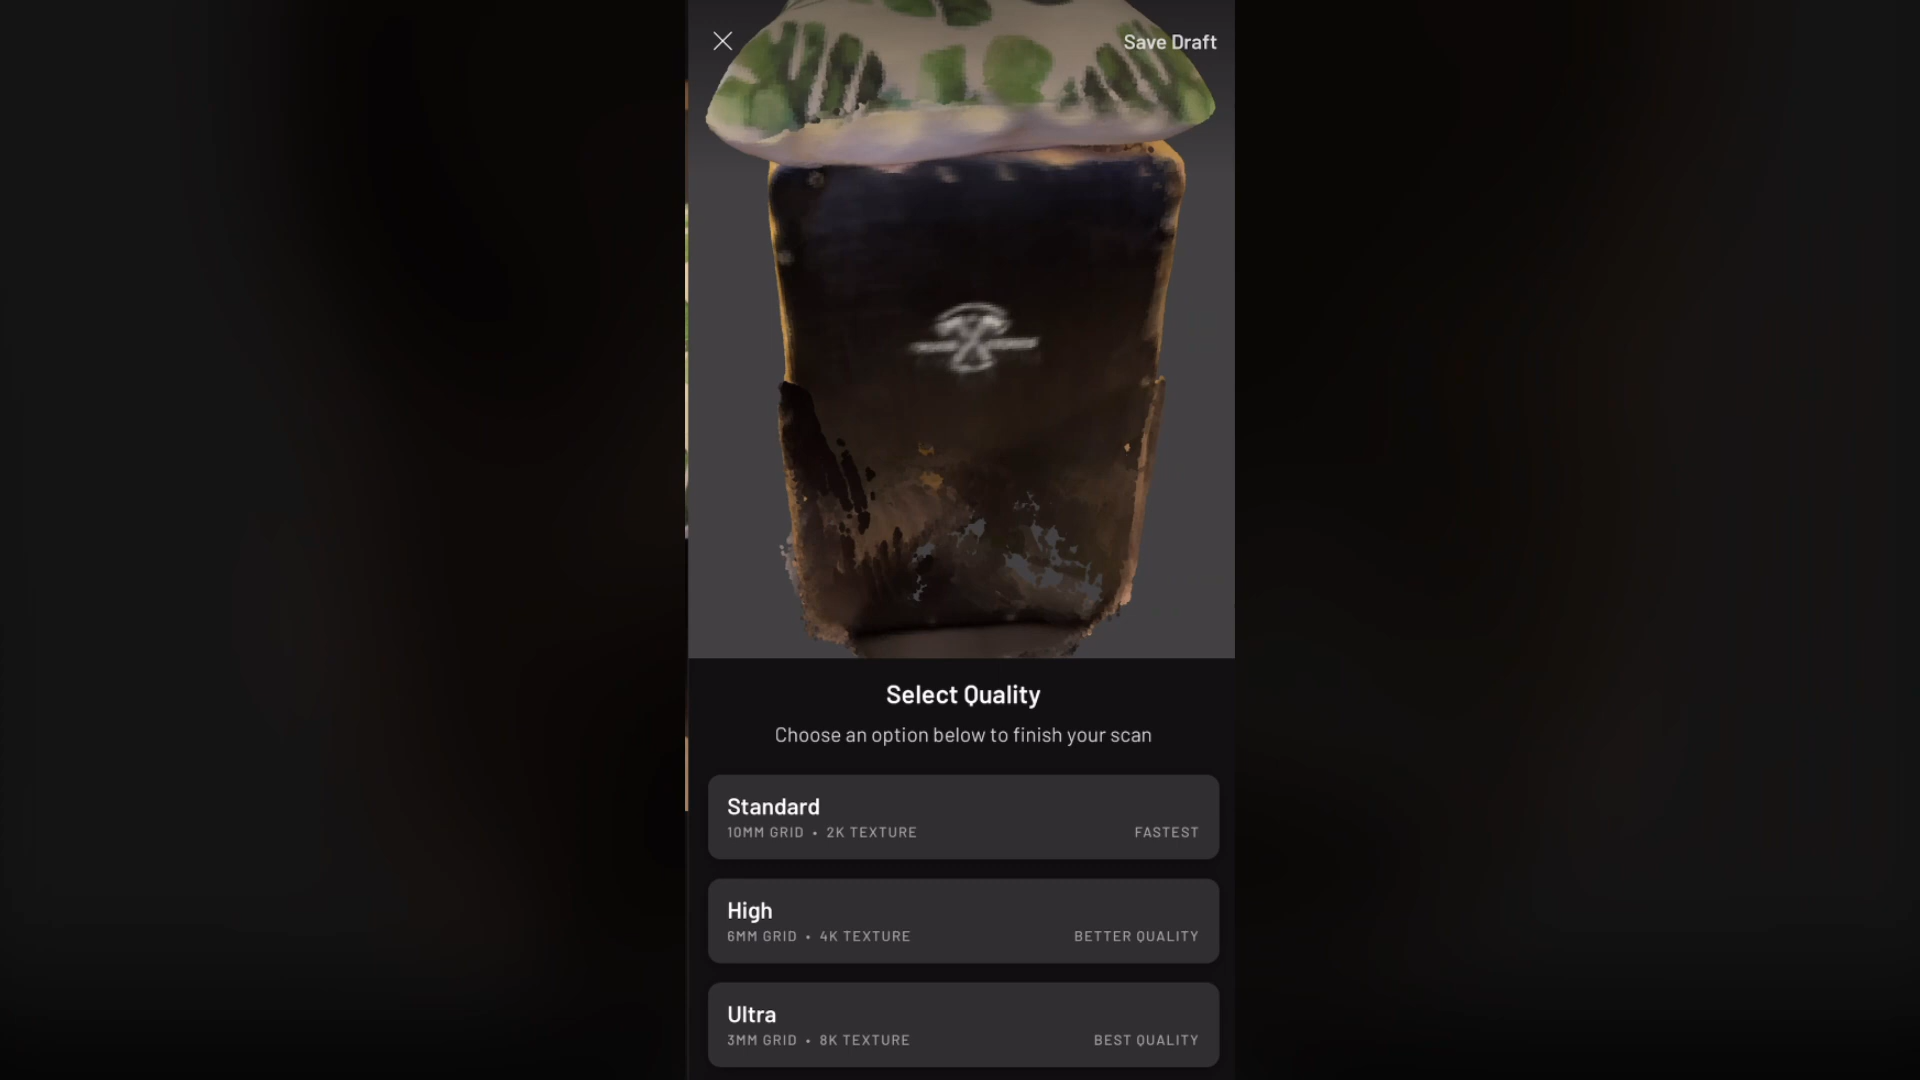 Save Draft
Select Quality
Choose an option below to finish your scan
Standard
10MM GRID • 2K TEXTURE
FASTEST
High
6MM GRID • 4K TEXTURE
BETTER QUALITY
Ultra
3MM GRID • 8K TEXTURE
BEST QUALITY